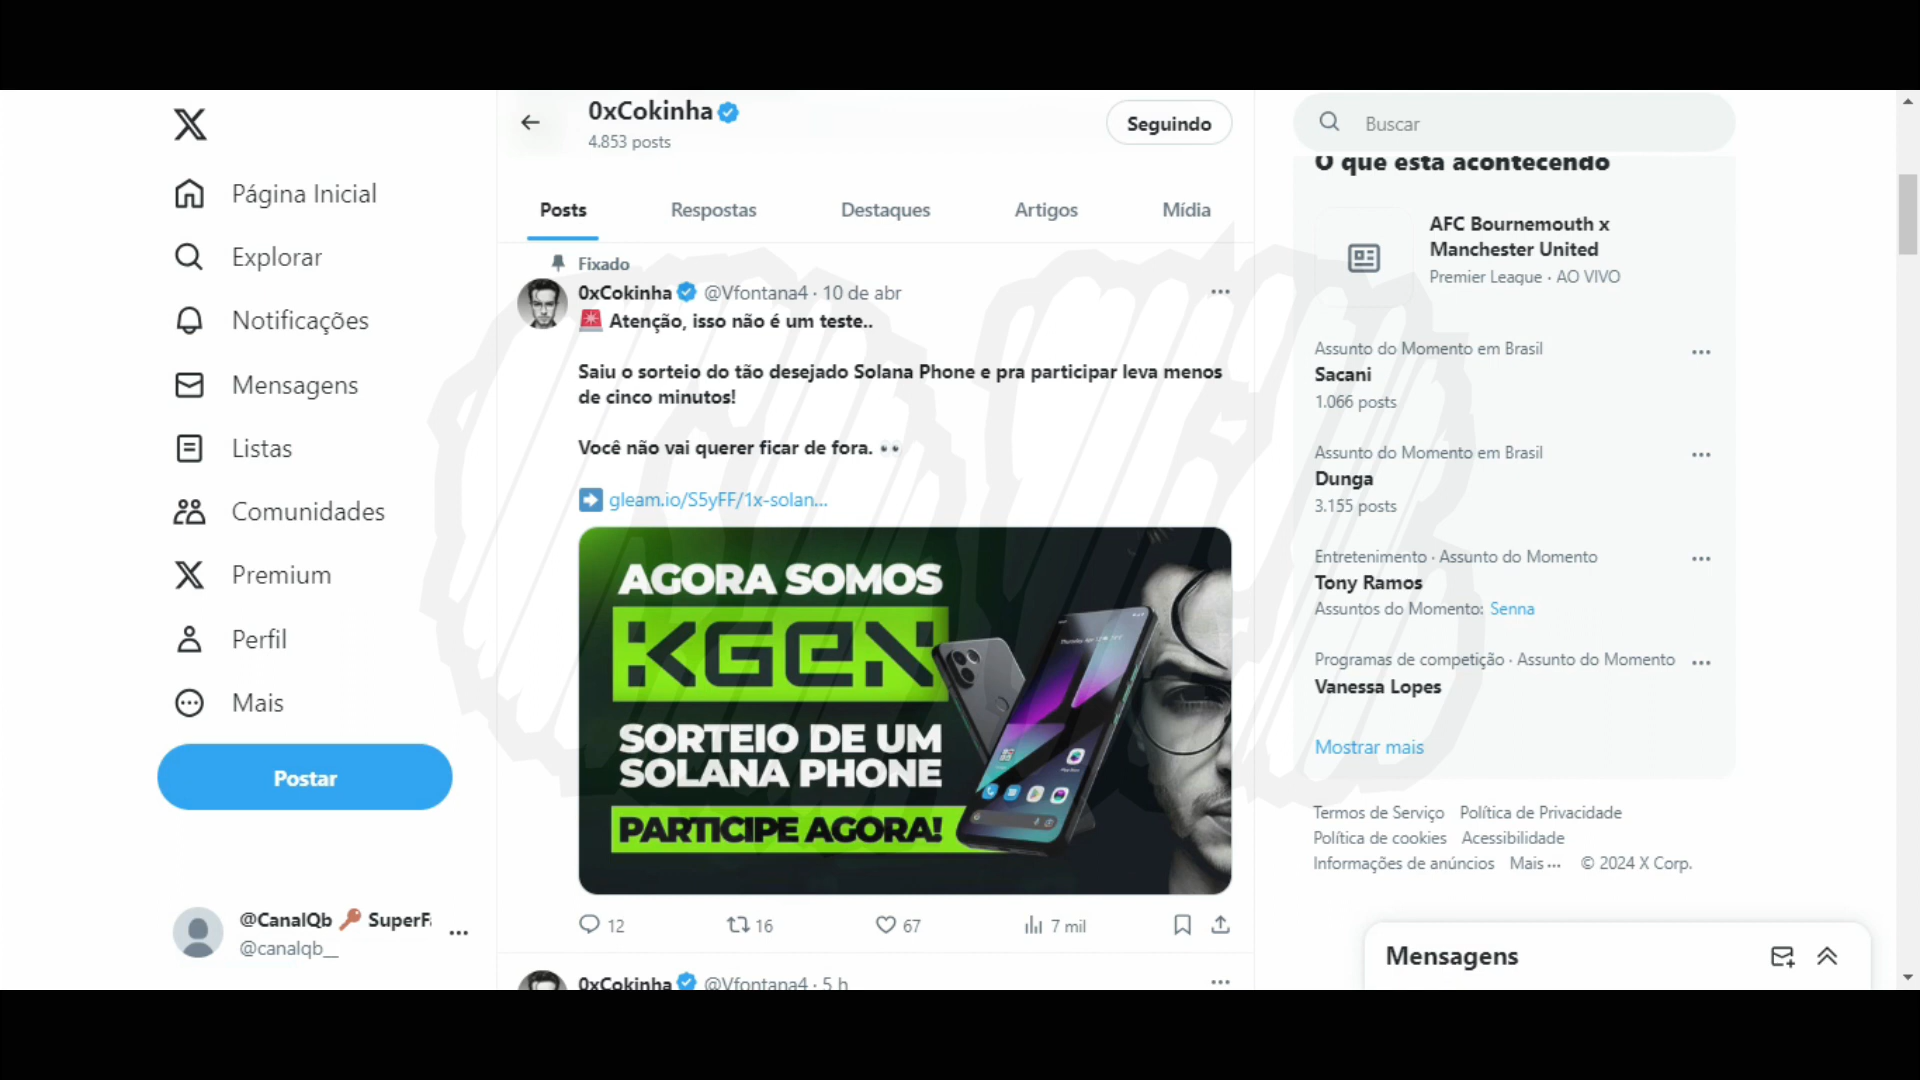 Página Inicial
Explorar
Notificações
Mensagens
Listas
Comunidades
Premium
Perfil
Mais
Postar
@CanalQb 🔑 SuperF
@canalqb__
0xCokinha
4.853 posts
Seguindo
Posts
Respostas
Destaques
Artigos
Mídia
Fixado
0xCokinha @Vfontana4 · 10 de abr
🚨 Atenção, isso não é um teste..
Saiu o sorteio do tão desejado Solana Phone e pra participar leva menos
de cinco minutos!
Você não vai querer ficar de fora. 👀
➡️ gleam.io/S5yFF/1x-solan...
AGORA SOMOS
KGEN
SORTEIO DE UM
SOLANA PHONE
PARTICIPE AGORA!
12
16
67
7 mil
0xCokinha @Vfontana4 · 5 h
Buscar
O que está acontecendo
AFC Bournemouth x
Manchester United
Premier League · AO VIVO
Assunto do Momento em Brasil
Sacani
1.066 posts
Assunto do Momento em Brasil
Dunga
3.155 posts
Entretenimento · Assunto do Momento
Tony Ramos
Assuntos do Momento: Senna
Programas de competição · Assunto do Momento
Vanessa Lopes
Mostrar mais
Termos de Serviço Política de Privacidade
Política de cookies Acessibilidade
Informações de anúncios Mais ··· © 2024 X Corp.
Mensagens